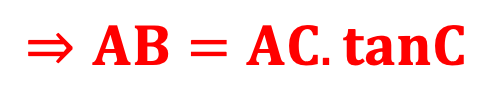 ⇒ AB = AC. tanC